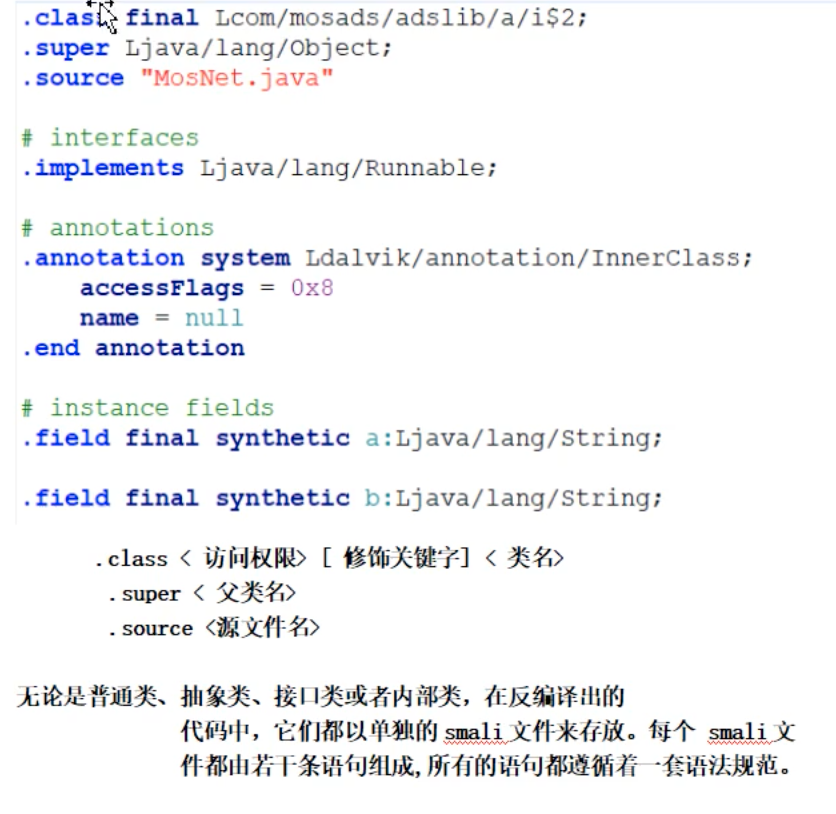 .class final Lcom/mosads/adslib/a/i$2;
.super Ljava/lang/Object;
.source "MosNet.java"
# interfaces
.implements Ljava/lang/Runnable;
# annotations
.annotation system Ldalvik/annotation/InnerClass;
accessFlags = 0x8
name = null
.end annotation
# instance fields
.field final synthetic a:Ljava/lang/String;
.field final synthetic b:Ljava/lang/String;
.class < 访问权限> [ 修饰关键字] < 类名>
.super < 父类名>
.source <源文件名>
无论是普通类、抽象类、接口类或者内部类，在反编译出的
代码中，它们都以单独的 smali 文件来存放。每个 smali 文
件都由若干条语句组成,所有的语句都遵循着一套语法规范。